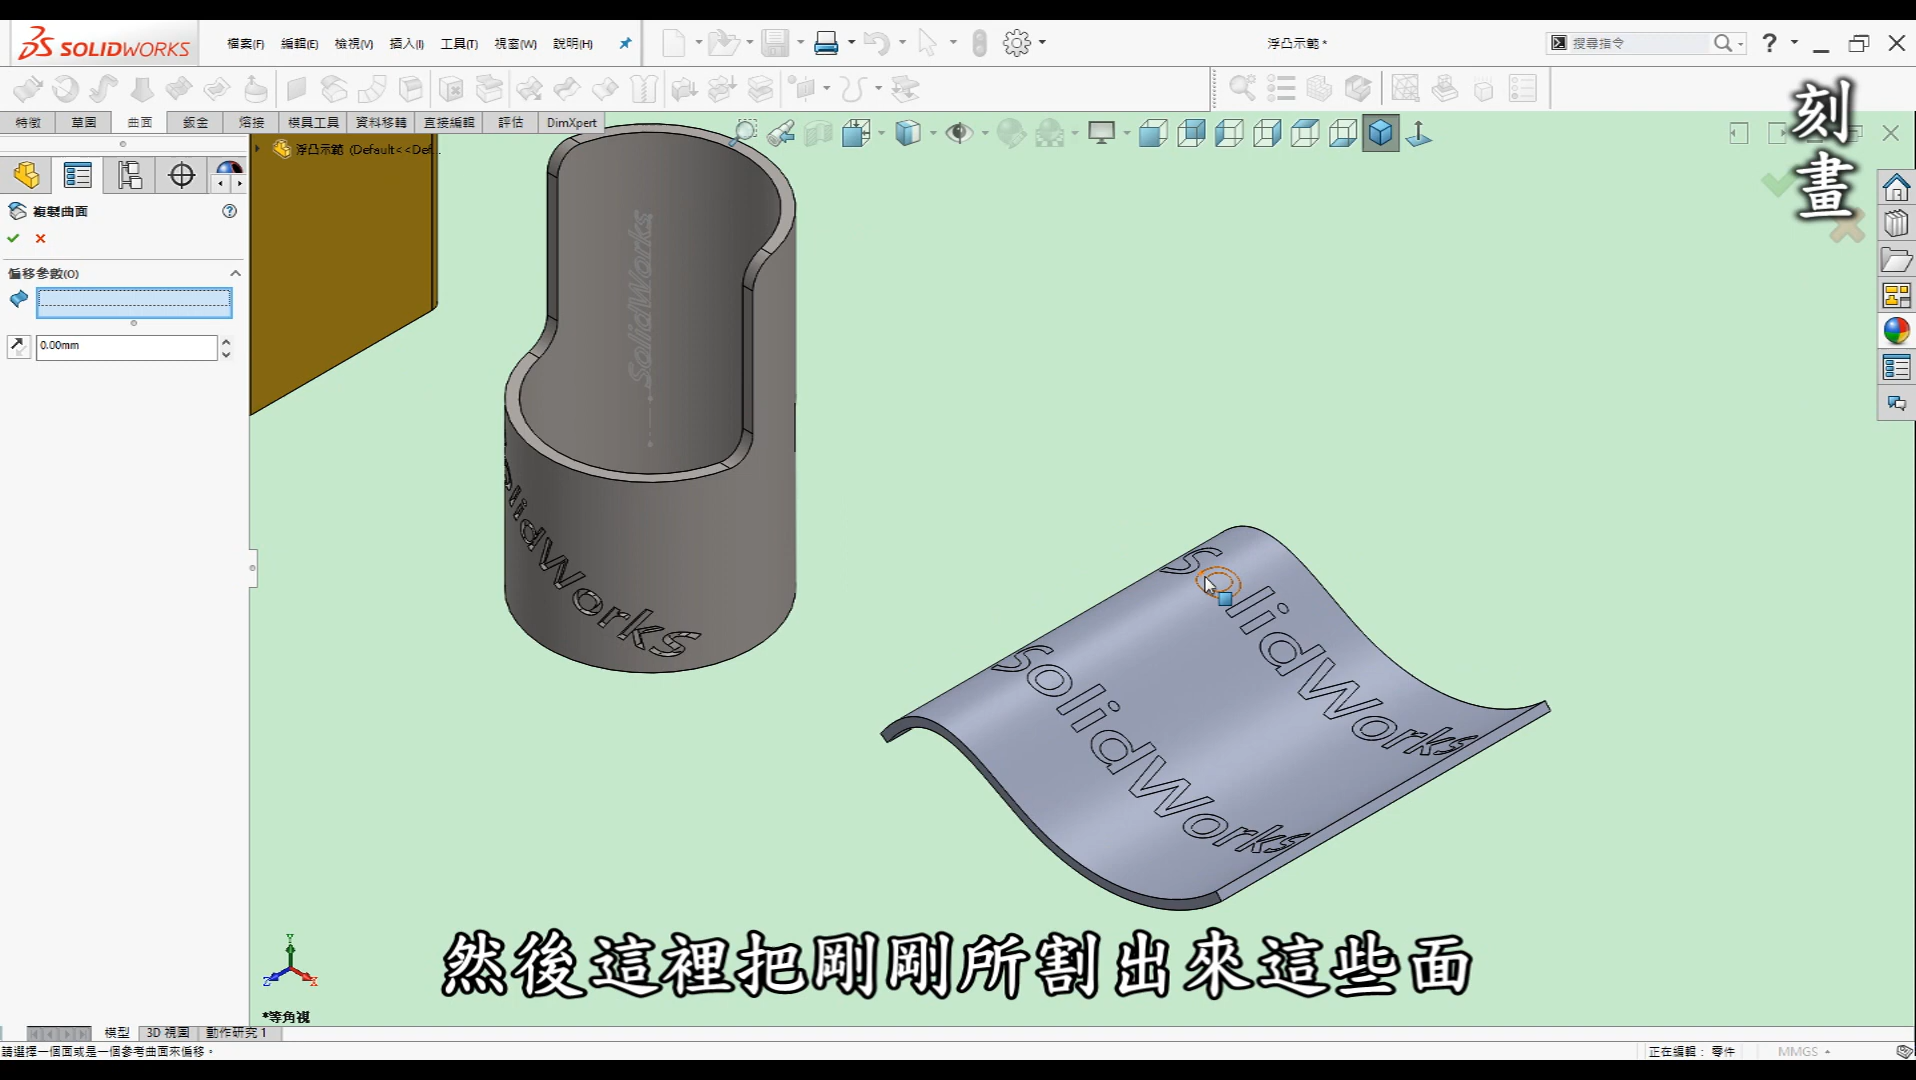 SOLIDWORKS
檔案(F) 編輯(E) 檢視(V) 插入(I) 工具(T) 視窗(W) 說明(H)
浮凸示範 *
搜尋指令
?
特徵 草圖 曲面 鈑金 熔接 模具工具 資料移轉 直接編輯 評估 DimXpert
浮凸示範 (Default<<Def...
刻畫
複製曲面
偏移參數(O)
0.00mm
SolidWorks
SolidWorks
SolidWorks
SolidWorks
然後這裡把剛剛所割出來這些面
Y
Z
X
*等角視
模型 3D 視圖 動作研究 1
請選擇一個面或是一個參考曲面來偏移。
正在編輯： 零件
MMGS